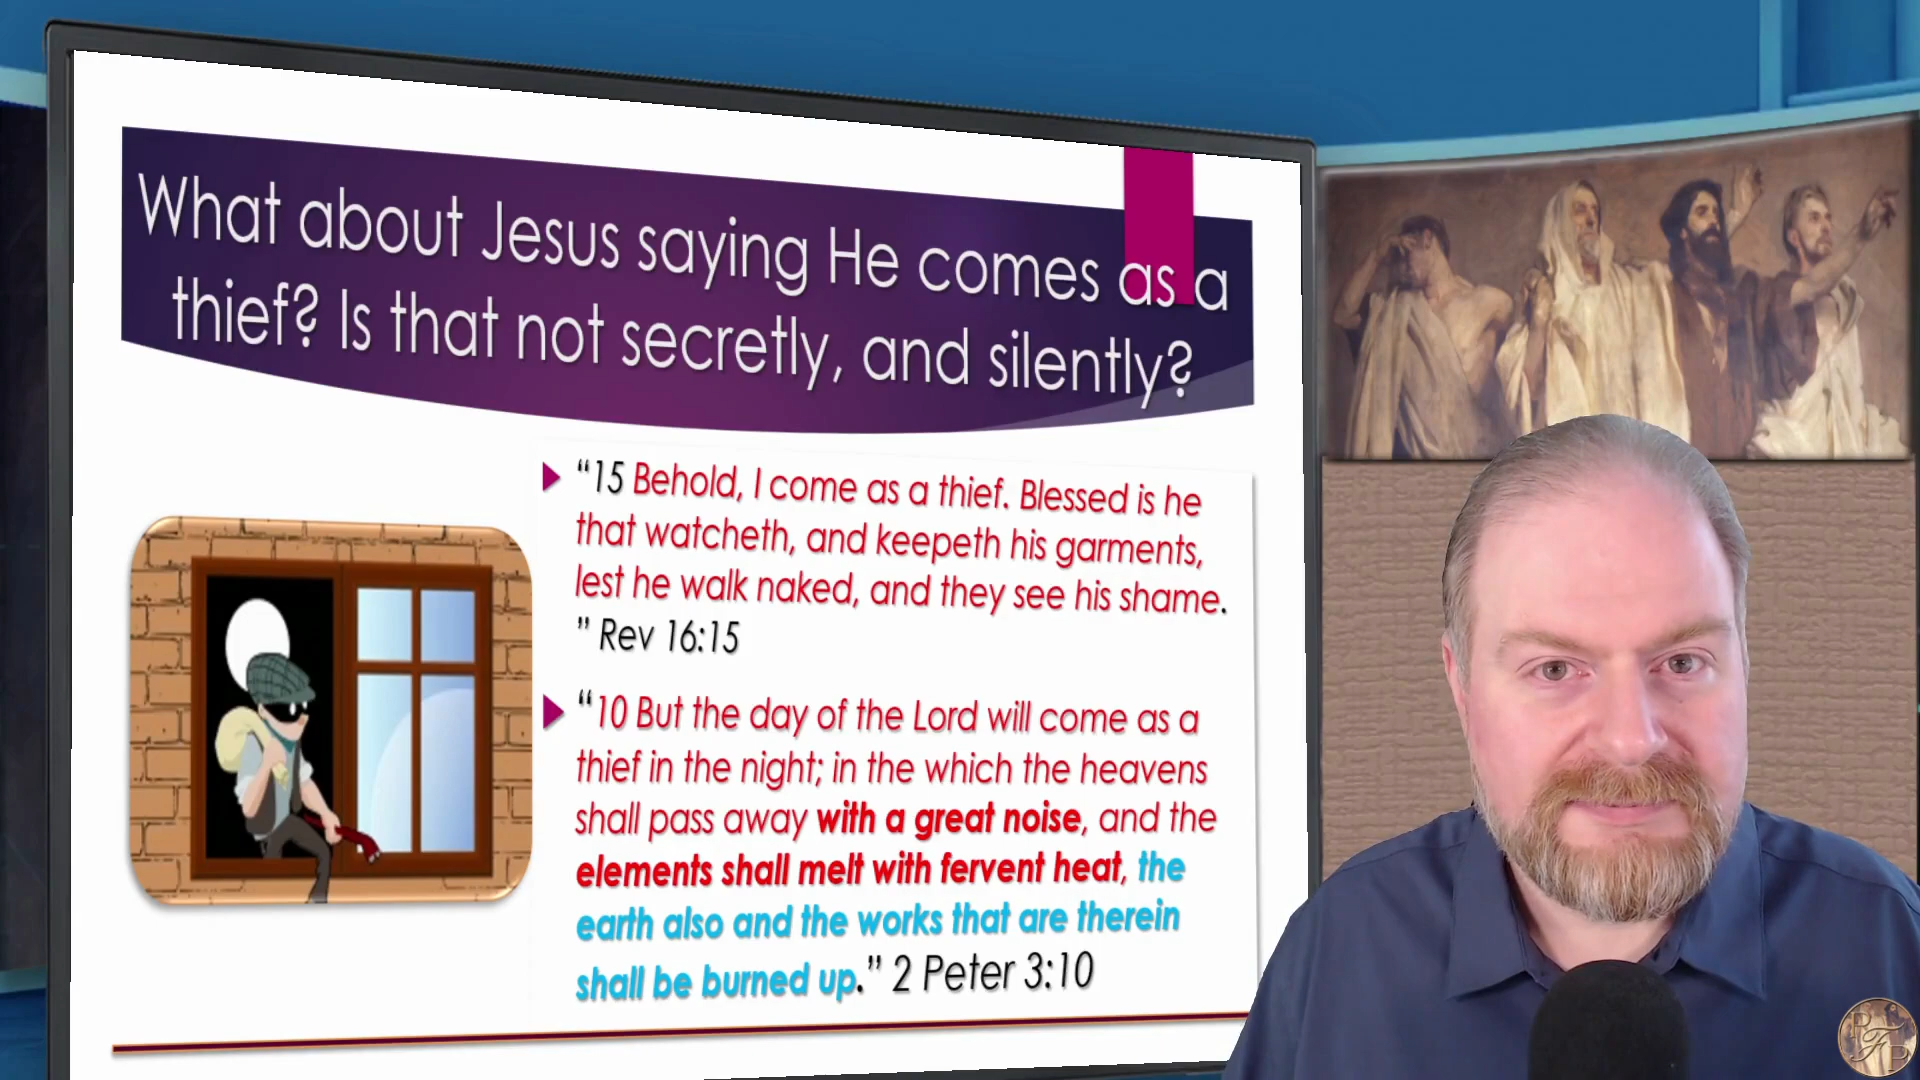 What about Jesus saying He comes as a
thief? Is that not secretly, and silently?
“15 Behold, I come as a thief. Blessed is he
that watcheth, and keepeth his garments,
lest he walk naked, and they see his shame.
” Rev 16:15
“10 But the day of the Lord will come as a
thief in the night; in the which the heavens
shall pass away with a great noise, and the
elements shall melt with fervent heat, the
earth also and the works that are therein
shall be burned up.” 2 Peter 3:10
PFP